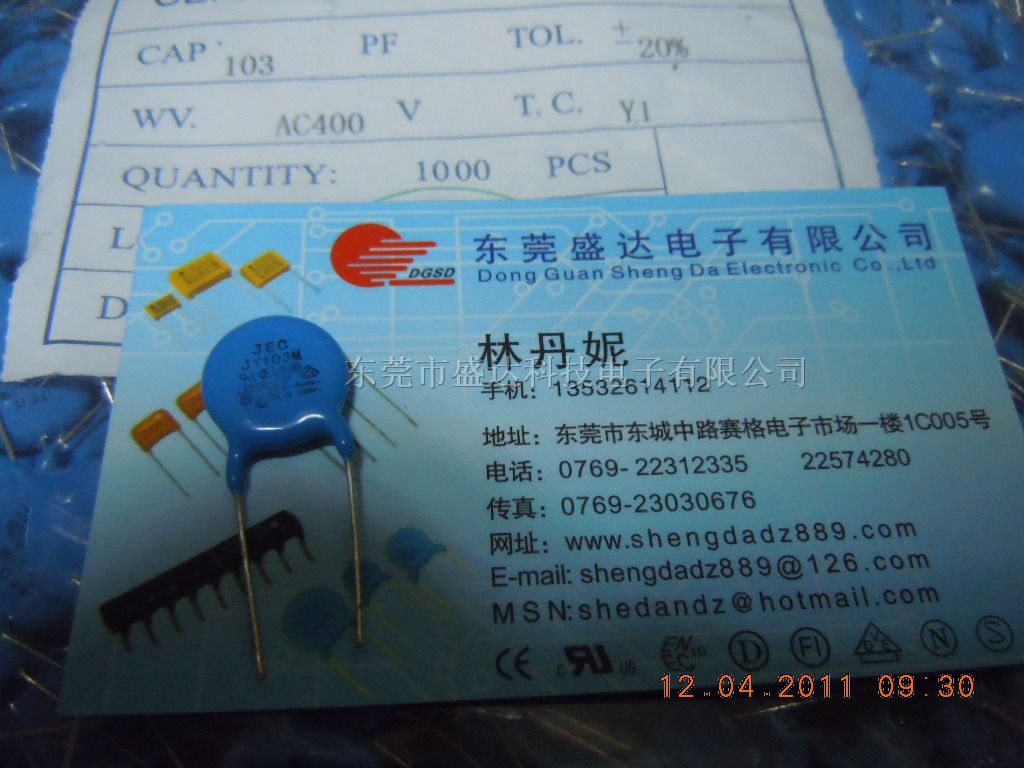 CAP 103 PF TOL. ± 20%
WV. AC400 V T.C. Y1
QUANTITY: 1000 PCS
L
D
DGSD
东莞盛达电子有限公司
Dong Guan Sheng Da Electronic Co.,Ltd
林丹妮
东莞市盛达科技电子有限公司
手机：13532614112
地址：东莞市东城中路赛格电子市场一楼1C005号
电话：0769-22312335 22574280
传真：0769-23030676
网址：www.shengdadz889.com
E-mail:shengdadz889@126.com
MSN:shedandz@hotmail.com
JEC
JY103M
CE c RU US EN 10 EC D FI DVE N S
12.04.2011 09:30